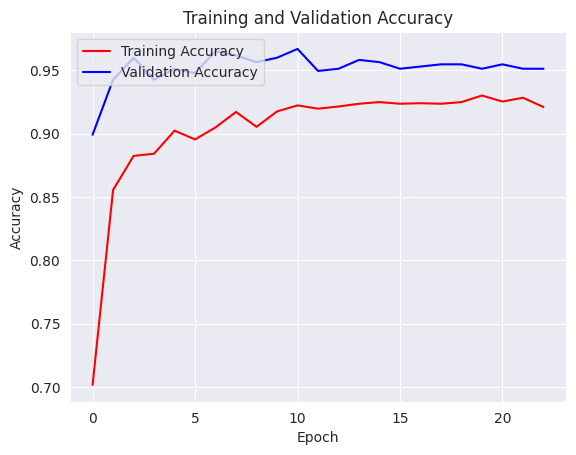 Training and Validation Accuracy
Training Accuracy
Validation Accuracy
0.95
0.90
0.85
0.80
0.75
0.70
Accuracy
0
5
10
15
20
Epoch